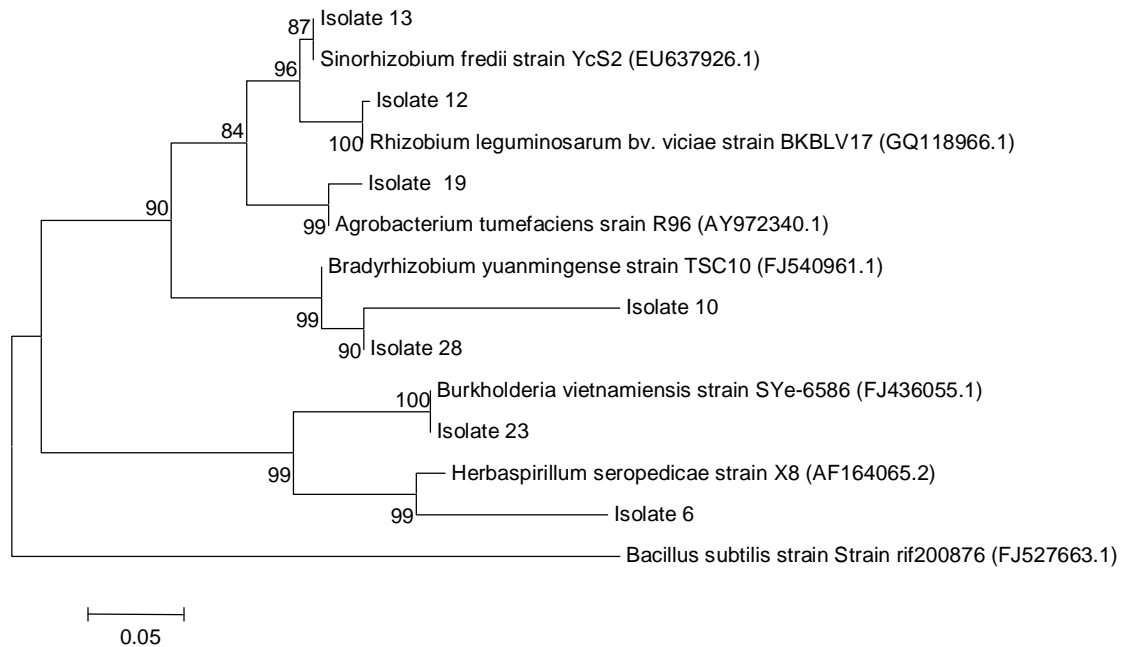 Isolate 13
87
Sinorhizobium fredii strain YcS2 (EU637926.1)
96
Isolate 12
100
Rhizobium leguminosarum bv. viciae strain BKBLV17 (GQ118966.1)
84
Isolate 19
99
Agrobacterium tumefaciens srain R96 (AY972340.1)
90
Bradyrhizobium yuanmingense strain TSC10 (FJ540961.1)
99
Isolate 10
90
Isolate 28
Burkholderia vietnamiensis strain SYe-6586 (FJ436055.1)
100
Isolate 23
99
Herbaspirillum seropedicae strain X8 (AF164065.2)
99
Isolate 6
Bacillus subtilis strain Strain rif200876 (FJ527663.1)
0.05